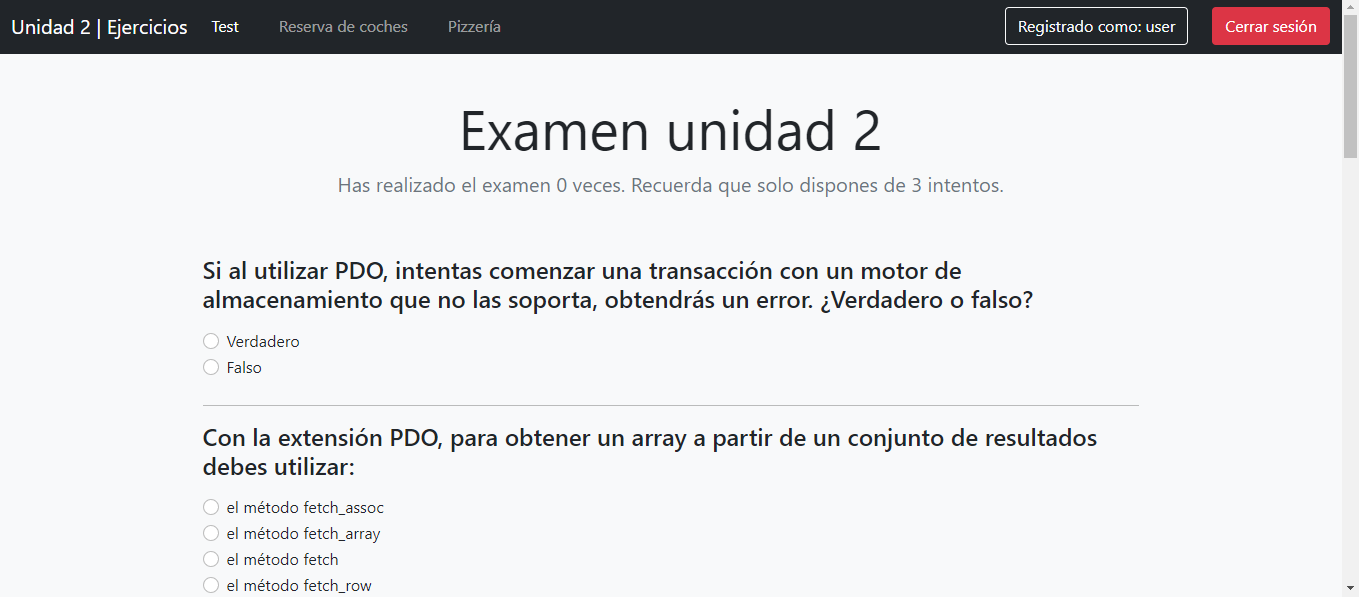 Unidad 2 | Ejercicios Test Reserva de coches Pizzería Registrado como: user Cerrar sesión
Examen unidad 2
Has realizado el examen 0 veces. Recuerda que solo dispones de 3 intentos.
Si al utilizar PDO, intentas comenzar una transacción con un motor de
almacenamiento que no las soporta, obtendrás un error. ¿Verdadero o falso?
Verdadero
Falso
Con la extensión PDO, para obtener un array a partir de un conjunto de resultados
debes utilizar:
el método fetch_assoc
el método fetch_array
el método fetch
el método fetch_row